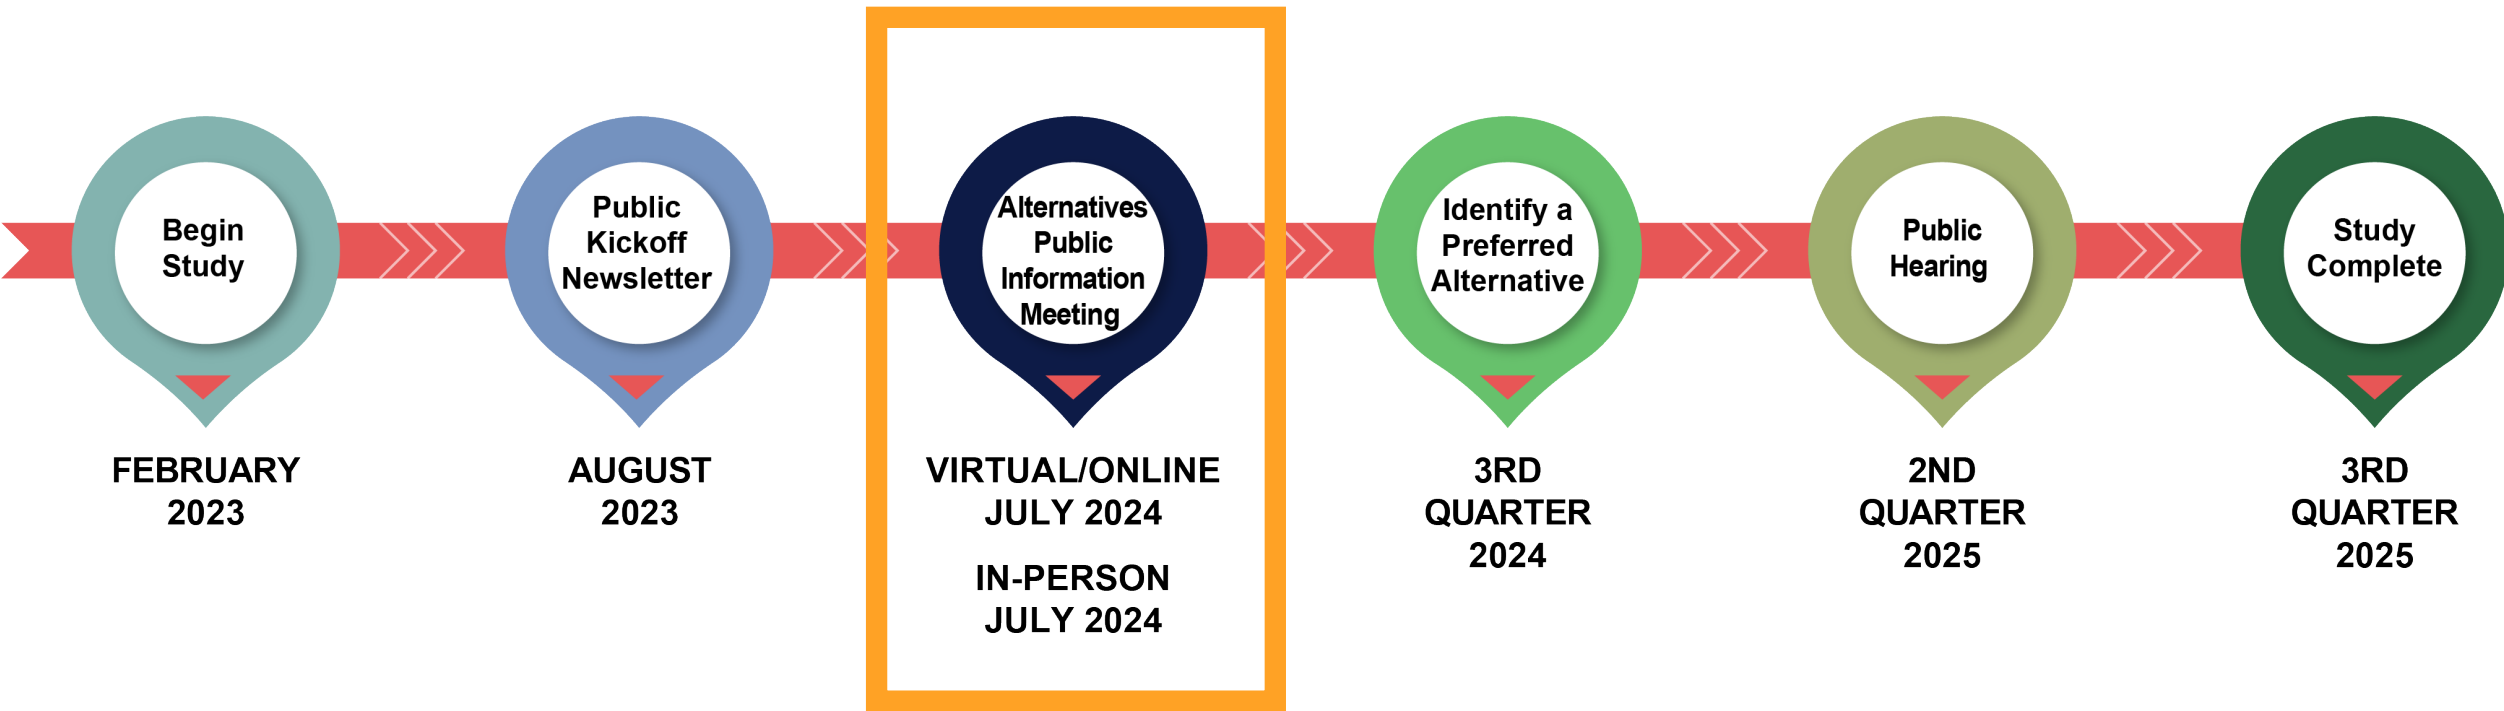 Begin
Study
FEBRUARY
2023
Public
Kickoff
Newsletter
AUGUST
2023
Alternatives
Public
Information
Meeting
VIRTUAL/ONLINE
JULY 2024
IN-PERSON
JULY 2024
Identify a
Preferred
Alternative
3RD
QUARTER
2024
Public
Hearing
2ND
QUARTER
2025
Study
Complete
3RD
QUARTER
2025